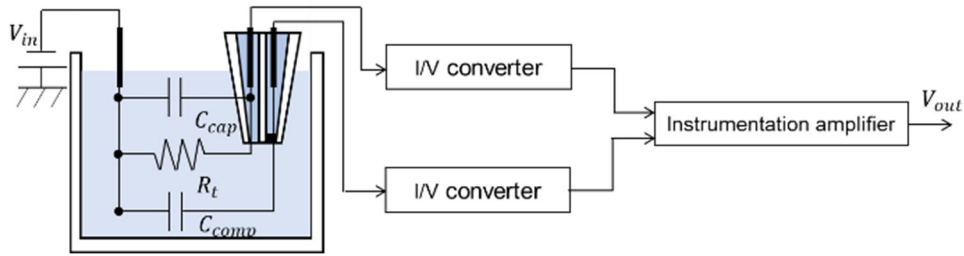 V_in
C_cap
R_t
C_comp
I/V converter
I/V converter
Instrumentation amplifier
V_out